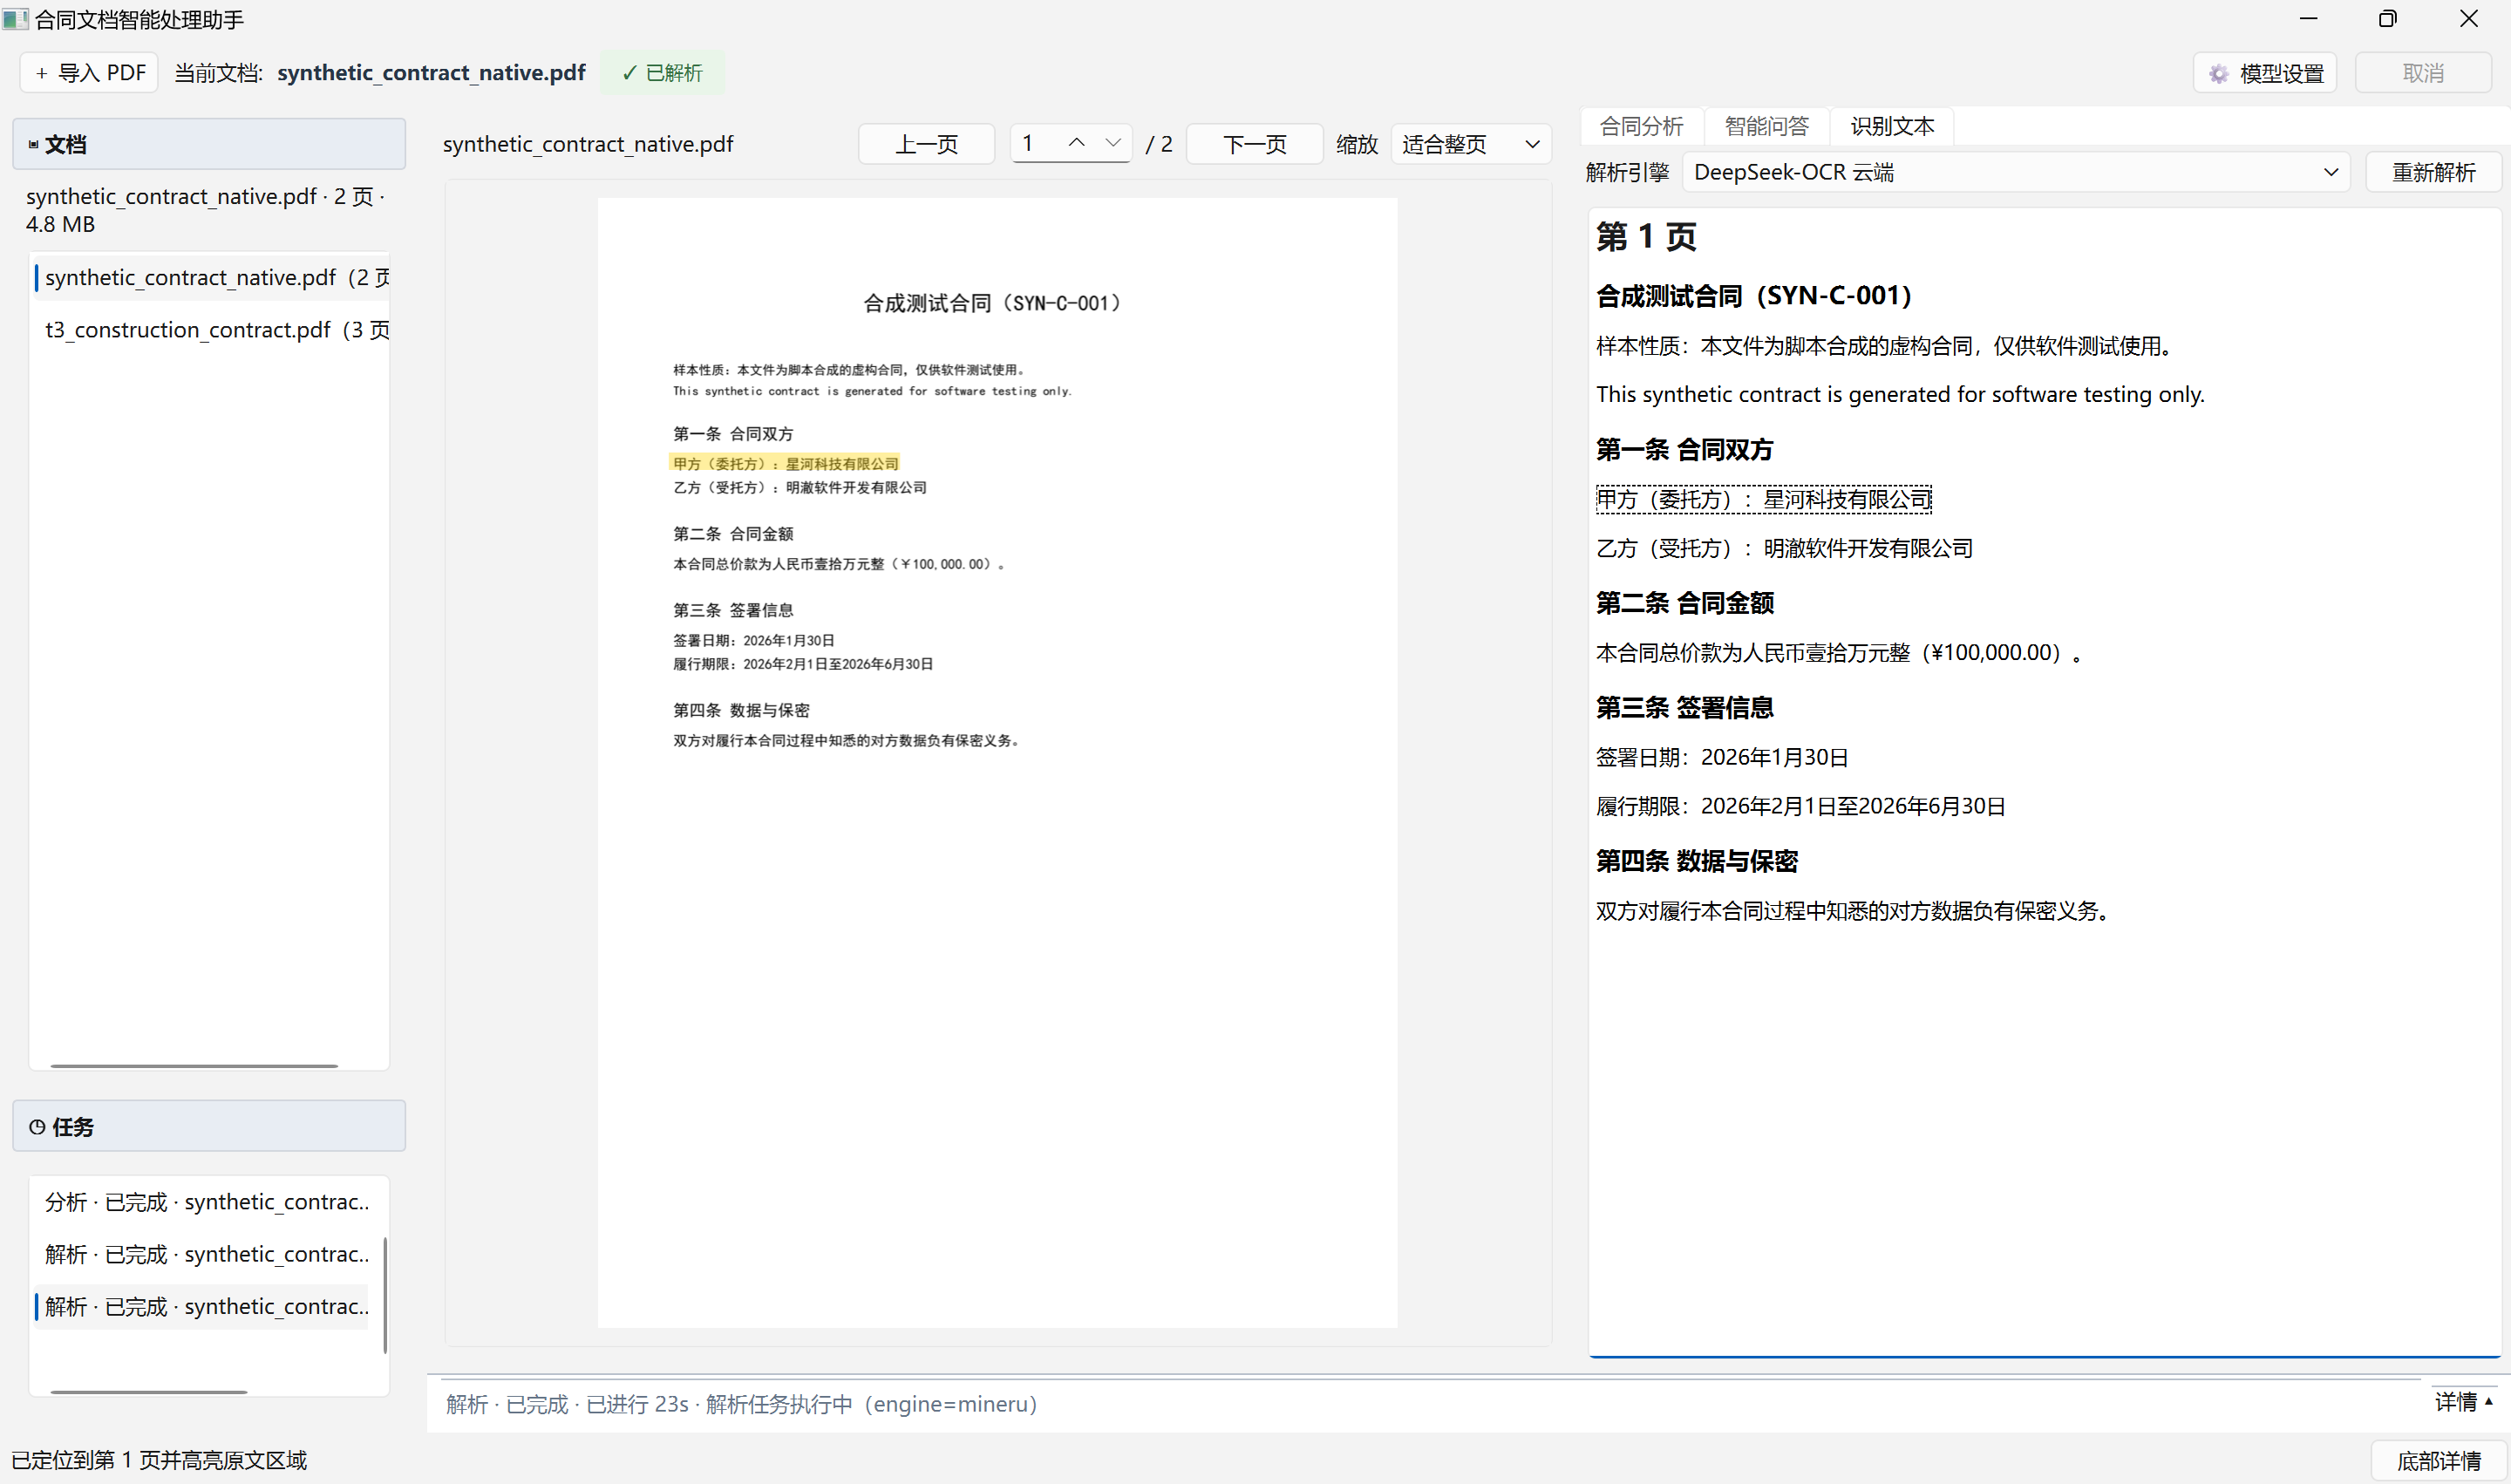 合同文档智能处理助手
+ 导入 PDF 当前文档: synthetic_contract_native.pdf ✓ 已解析
模型设置 取消
文档
synthetic_contract_native.pdf · 2 页 ·
4.8 MB
synthetic_contract_native.pdf（2 页
t3_construction_contract.pdf（3 页
任务
分析 · 已完成 · synthetic_contrac..
解析 · 已完成 · synthetic_contrac..
解析 · 已完成 · synthetic_contrac..
synthetic_contract_native.pdf 上一页 1 / 2 下一页 缩放 适合整页
合成测试合同（SYN-C-001）
样本性质：本文件为脚本合成的虚构合同，仅供软件测试使用。
This synthetic contract is generated for software testing only.
第一条 合同双方
甲方（委托方）：星河科技有限公司
乙方（受托方）：明澈软件开发有限公司
第二条 合同金额
本合同总价款为人民币壹拾万元整（￥100,000.00）。
第三条 签署信息
签署日期：2026年1月30日
履行期限：2026年2月1日至2026年6月30日
第四条 数据与保密
双方对履行本合同过程中知悉的对方数据负有保密义务。
合同分析 智能问答 识别文本
解析引擎 DeepSeek-OCR 云端 重新解析
第 1 页
合成测试合同（SYN-C-001）
样本性质：本文件为脚本合成的虚构合同，仅供软件测试使用。
This synthetic contract is generated for software testing only.
第一条 合同双方
甲方（委托方）：星河科技有限公司
乙方（受托方）：明澈软件开发有限公司
第二条 合同金额
本合同总价款为人民币壹拾万元整（¥100,000.00）。
第三条 签署信息
签署日期：2026年1月30日
履行期限：2026年2月1日至2026年6月30日
第四条 数据与保密
双方对履行本合同过程中知悉的对方数据负有保密义务。
解析 · 已完成 · 已进行 23s · 解析任务执行中（engine=mineru）
详情 ▲
已定位到第 1 页并高亮原文区域
底部详情